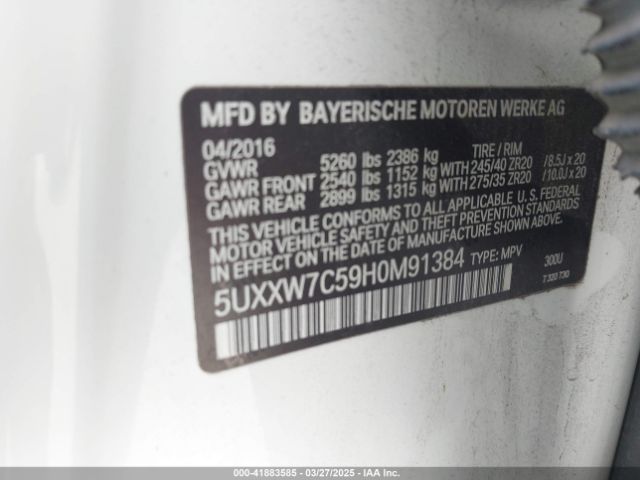 MFD BY BAYERISCHE MOTOREN WERKE AG
04/2016 TIRE / RIM
GVWR 5260 lbs 2386 kg
GAWR FRONT 2540 lbs 1152 kg WITH 245/40 ZR20 /8.5J x 20
GAWR REAR 2899 lbs 1315 kg WITH 275/35 ZR20 /10.0J x 20
THIS VEHICLE CONFORMS TO ALL APPLICABLE U.S. FEDERAL
MOTOR VEHICLE SAFETY AND THEFT PREVENTION STANDARDS
IN EFFECT ON THE DATE OF MANUFACTURE SHOWN ABOVE.
5UXXW7C59H0M91384 TYPE: MPV 300U
T 320 730
000-41883585 - 03/27/2025 - IAA Inc.